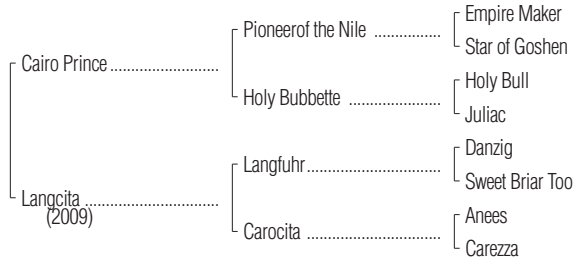 Empire Maker
Pioneerof the Nile ..................
Star of Goshen
Cairo Prince .............................
Holy Bull
Holy Bubbette .........................
Juliac
Danzig
Langfuhr....................................
Sweet Briar Too
Langcita ...................................
(2009)
Anees
Carocita ....................................
Carezza